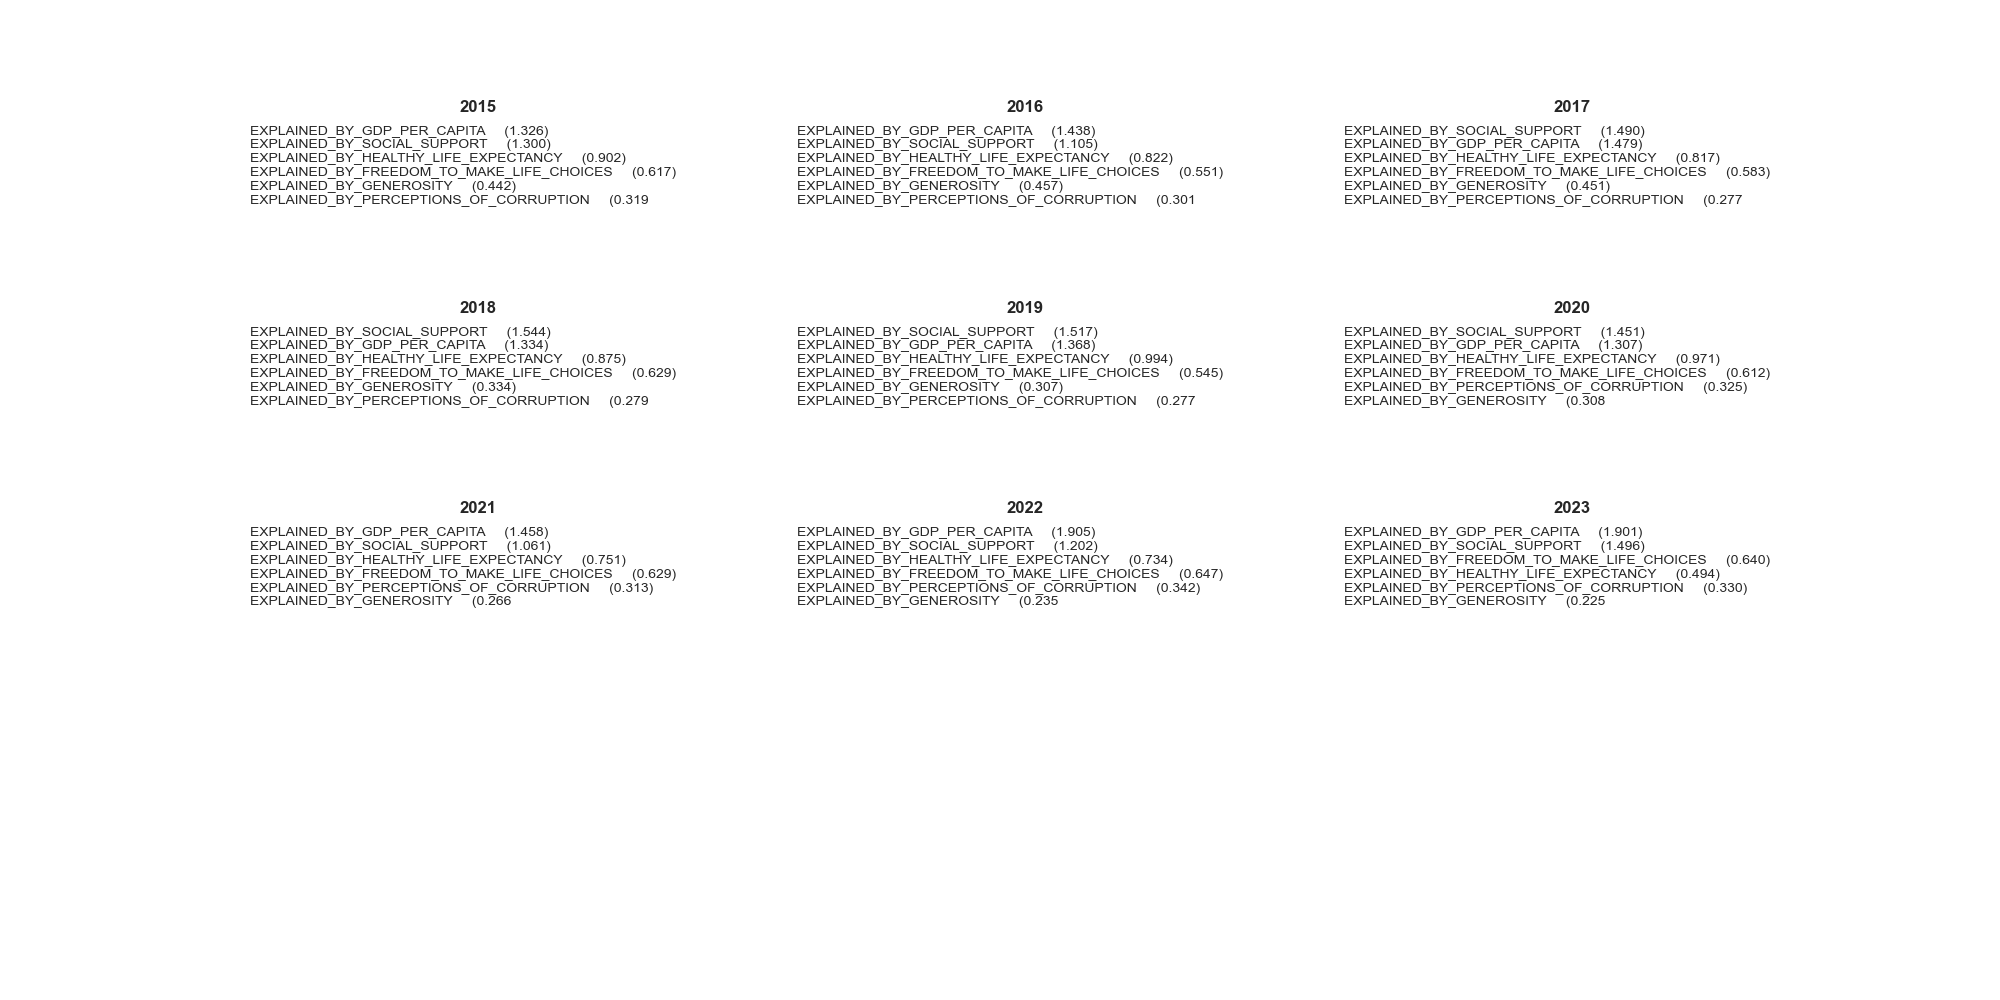 2015
EXPLAINED_BY_GDP_PER_CAPITA (1.326)
EXPLAINED_BY_SOCIAL_SUPPORT (1.300)
EXPLAINED_BY_HEALTHY_LIFE_EXPECTANCY (0.902)
EXPLAINED_BY_FREEDOM_TO_MAKE_LIFE_CHOICES (0.617)
EXPLAINED_BY_GENEROSITY (0.442)
EXPLAINED_BY_PERCEPTIONS_OF_CORRUPTION (0.319
2016
EXPLAINED_BY_GDP_PER_CAPITA (1.438)
EXPLAINED_BY_SOCIAL_SUPPORT (1.105)
EXPLAINED_BY_HEALTHY_LIFE_EXPECTANCY (0.822)
EXPLAINED_BY_FREEDOM_TO_MAKE_LIFE_CHOICES (0.551)
EXPLAINED_BY_GENEROSITY (0.457)
EXPLAINED_BY_PERCEPTIONS_OF_CORRUPTION (0.301
2017
EXPLAINED_BY_SOCIAL_SUPPORT (1.490)
EXPLAINED_BY_GDP_PER_CAPITA (1.479)
EXPLAINED_BY_HEALTHY_LIFE_EXPECTANCY (0.817)
EXPLAINED_BY_FREEDOM_TO_MAKE_LIFE_CHOICES (0.583)
EXPLAINED_BY_GENEROSITY (0.451)
EXPLAINED_BY_PERCEPTIONS_OF_CORRUPTION (0.277
2018
EXPLAINED_BY_SOCIAL_SUPPORT (1.544)
EXPLAINED_BY_GDP_PER_CAPITA (1.334)
EXPLAINED_BY_HEALTHY_LIFE_EXPECTANCY (0.875)
EXPLAINED_BY_FREEDOM_TO_MAKE_LIFE_CHOICES (0.629)
EXPLAINED_BY_GENEROSITY (0.334)
EXPLAINED_BY_PERCEPTIONS_OF_CORRUPTION (0.279
2019
EXPLAINED_BY_SOCIAL_SUPPORT (1.517)
EXPLAINED_BY_GDP_PER_CAPITA (1.368)
EXPLAINED_BY_HEALTHY_LIFE_EXPECTANCY (0.994)
EXPLAINED_BY_FREEDOM_TO_MAKE_LIFE_CHOICES (0.545)
EXPLAINED_BY_GENEROSITY (0.307)
EXPLAINED_BY_PERCEPTIONS_OF_CORRUPTION (0.277
2020
EXPLAINED_BY_SOCIAL_SUPPORT (1.451)
EXPLAINED_BY_GDP_PER_CAPITA (1.307)
EXPLAINED_BY_HEALTHY_LIFE_EXPECTANCY (0.971)
EXPLAINED_BY_FREEDOM_TO_MAKE_LIFE_CHOICES (0.612)
EXPLAINED_BY_PERCEPTIONS_OF_CORRUPTION (0.325)
EXPLAINED_BY_GENEROSITY (0.308
2021
EXPLAINED_BY_GDP_PER_CAPITA (1.458)
EXPLAINED_BY_SOCIAL_SUPPORT (1.061)
EXPLAINED_BY_HEALTHY_LIFE_EXPECTANCY (0.751)
EXPLAINED_BY_FREEDOM_TO_MAKE_LIFE_CHOICES (0.629)
EXPLAINED_BY_PERCEPTIONS_OF_CORRUPTION (0.313)
EXPLAINED_BY_GENEROSITY (0.266
2022
EXPLAINED_BY_GDP_PER_CAPITA (1.905)
EXPLAINED_BY_SOCIAL_SUPPORT (1.202)
EXPLAINED_BY_HEALTHY_LIFE_EXPECTANCY (0.734)
EXPLAINED_BY_FREEDOM_TO_MAKE_LIFE_CHOICES (0.647)
EXPLAINED_BY_PERCEPTIONS_OF_CORRUPTION (0.342)
EXPLAINED_BY_GENEROSITY (0.235
2023
EXPLAINED_BY_GDP_PER_CAPITA (1.901)
EXPLAINED_BY_SOCIAL_SUPPORT (1.496)
EXPLAINED_BY_FREEDOM_TO_MAKE_LIFE_CHOICES (0.640)
EXPLAINED_BY_HEALTHY_LIFE_EXPECTANCY (0.494)
EXPLAINED_BY_PERCEPTIONS_OF_CORRUPTION (0.330)
EXPLAINED_BY_GENEROSITY (0.225